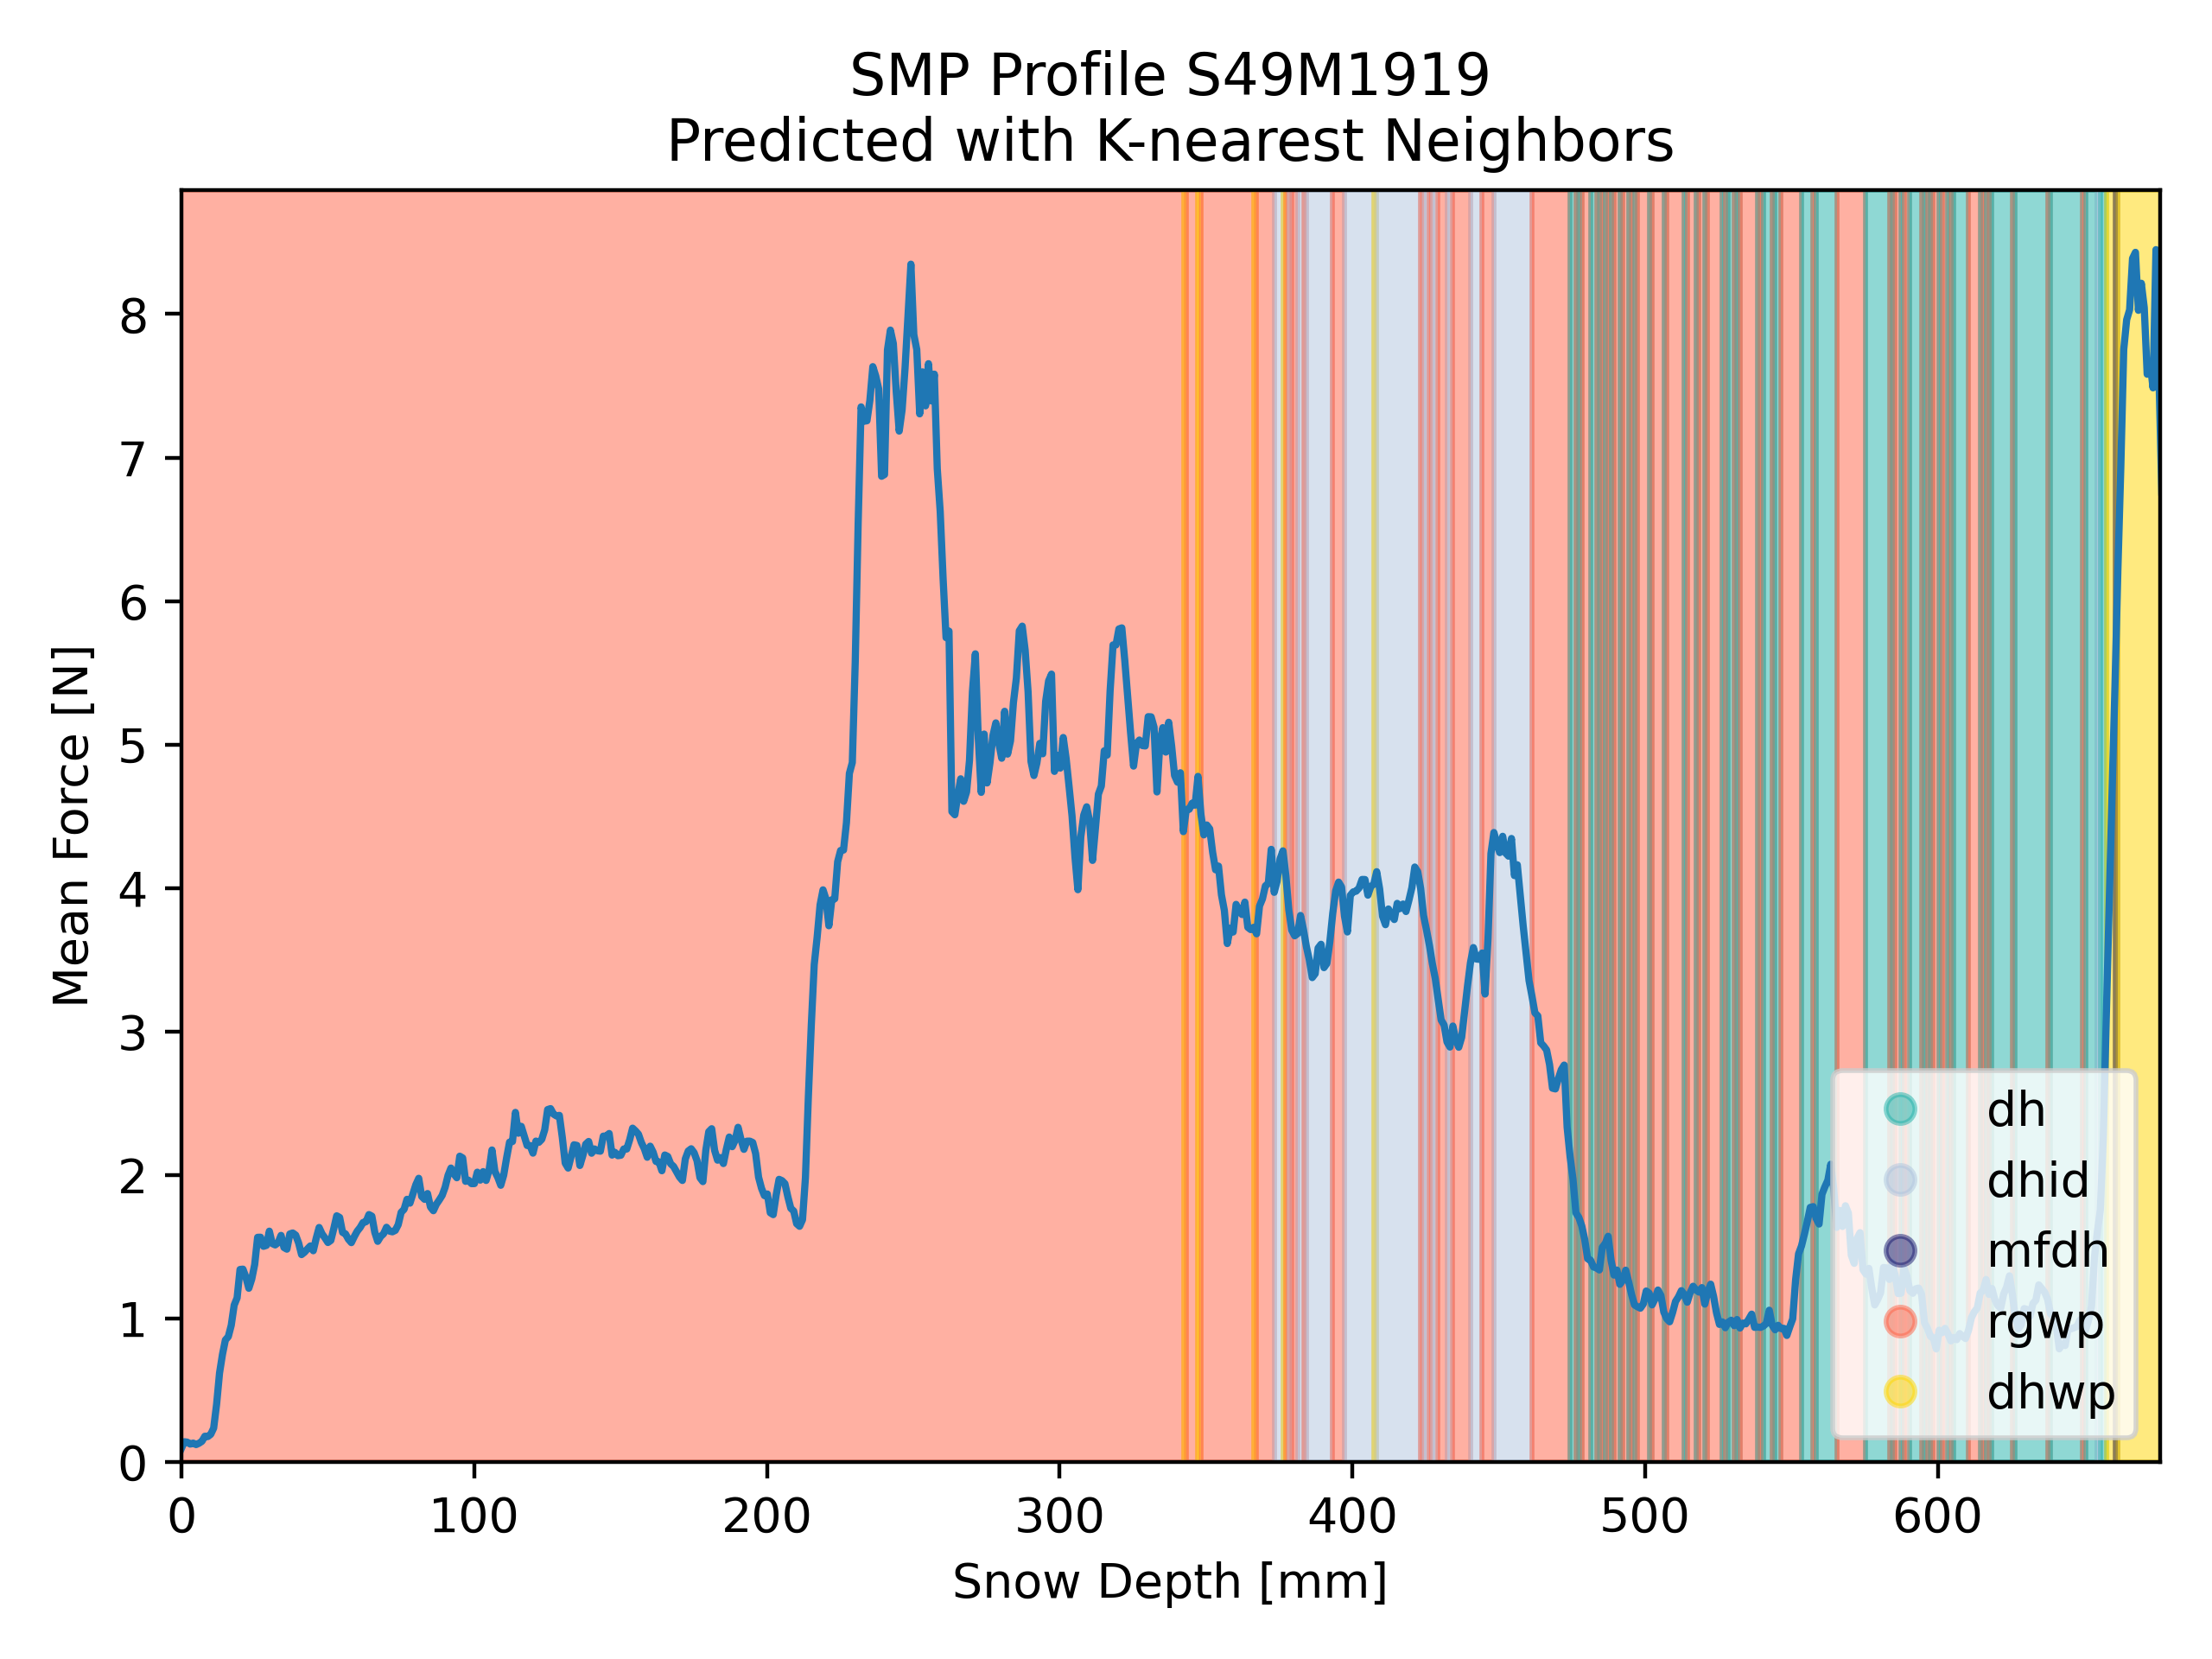 SMP Profile S49M1919
Predicted with K-nearest Neighbors
Mean Force [N]
8
7
6
5
4
3
2
1
0
dh
dhid
mfdh
rgwp
dhwp
0 100 200 300 400 500 600
Snow Depth [mm]